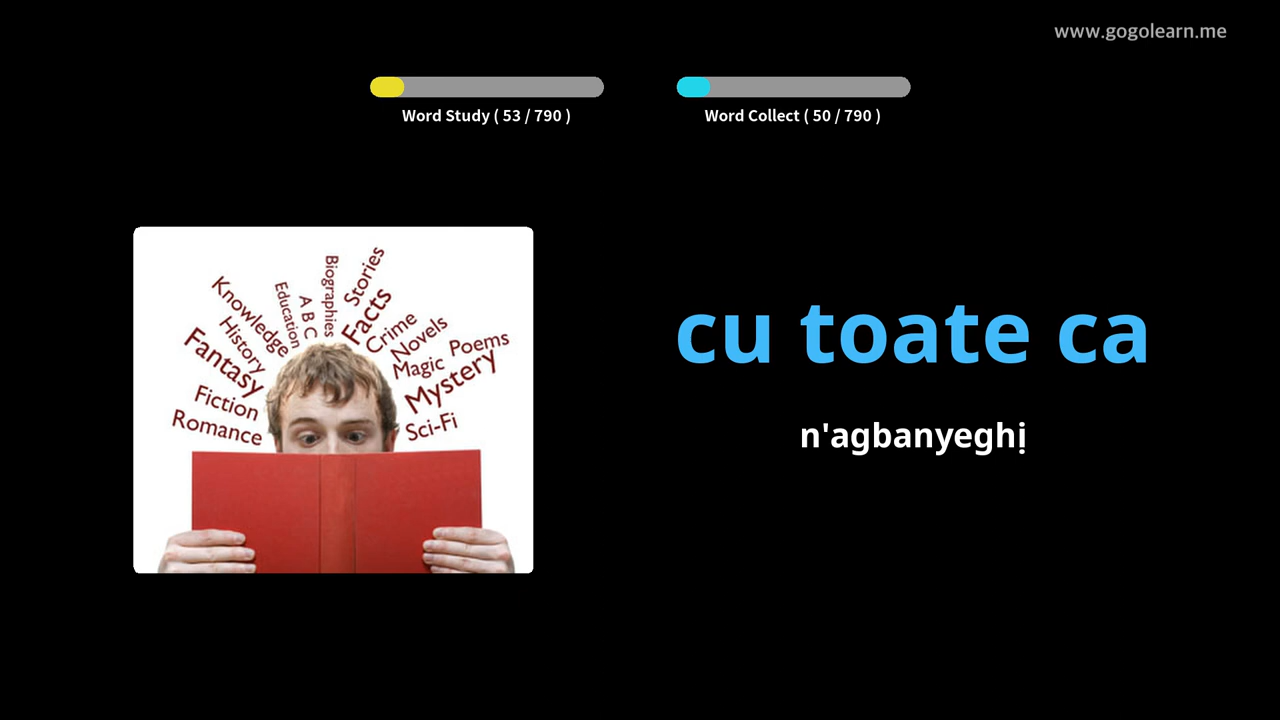 www.gogolearn.me
Word Study ( 53 / 790 )
Word Collect ( 50 / 790 )
Knowledge
History
Fantasy
Fiction
Romance
Education
A B C
Biographies
Stories
Facts
Crime
Novels
Magic
Poems
Mystery
Sci-Fi
cu toate ca
n'agbanyeghị